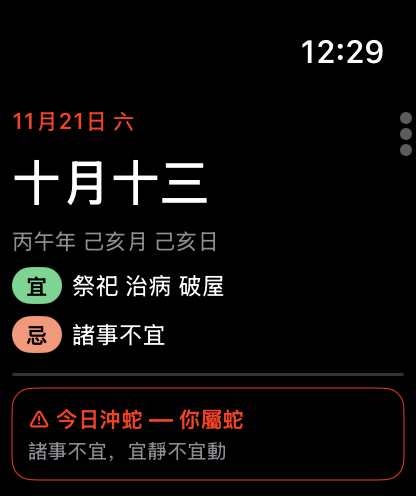 12:29
11月21日 六
十月十三
丙午年 己亥月 己亥日
宜 祭祀 治病 破屋
忌 諸事不宜
今日沖蛇 — 你屬蛇
諸事不宜，宜靜不宜動